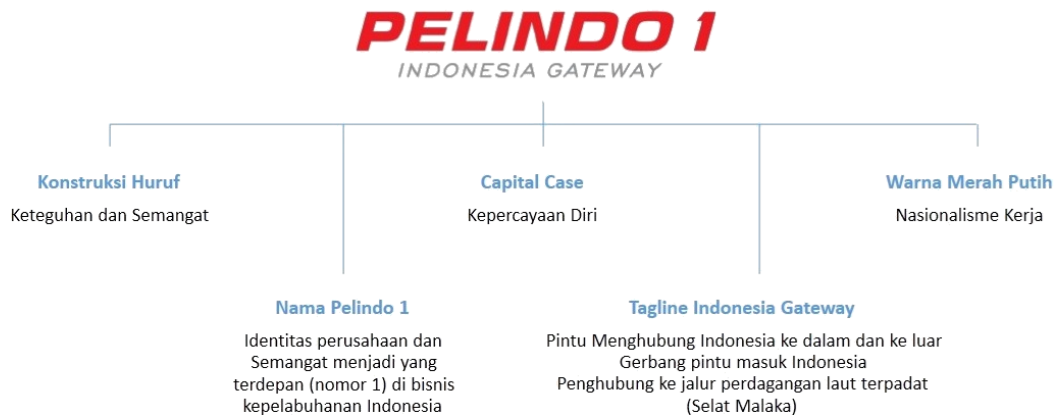 PELINDO 1
INDONESIA GATEWAY
Konstruksi Huruf
Keteguhan dan Semangat
Capital Case
Kepercayaan Diri
Warna Merah Putih
Nasionalisme Kerja
Nama Pelindo 1
Identitas perusahaan dan
Semangat menjadi yang
terdepan (nomor 1) di bisnis
kepelabuhanan Indonesia
Tagline Indonesia Gateway
Pintu Menghubung Indonesia ke dalam dan ke luar
Gerbang pintu masuk Indonesia
Penghubung ke jalur perdagangan laut terpadat
(Selat Malaka)